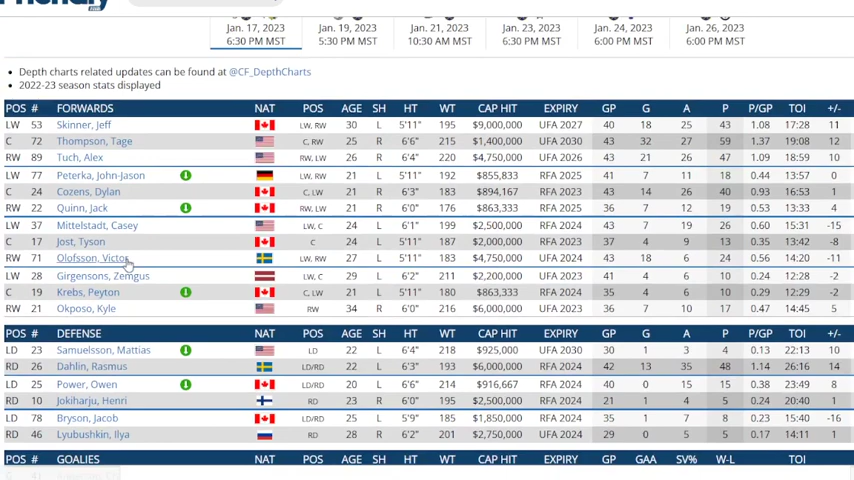 Friendly
.com
Jan. 17, 2023 Jan. 19, 2023 Jan. 21, 2023 Jan. 23, 2023 Jan. 24, 2023 Jan. 26, 2023
6:30 PM MST 5:30 PM MST 10:30 AM MST 6:30 PM MST 6:00 PM MST 6:00 PM MST
• Depth charts related updates can be found at @CF_DepthCharts
• 2022-23 season stats displayed
POS # FORWARDS NAT POS AGE SH HT WT CAP HIT EXPIRY GP G A P P/GP TOI +/-
LW 53 Skinner, Jeff LW, RW 30 L 5'11" 195 $9,000,000 UFA 2027 40 18 25 43 1.08 17:28 11
C 72 Thompson, Tage C, RW 25 R 6'6" 215 $1,400,000 UFA 2030 43 32 27 59 1.37 19:08 12
RW 89 Tuch, Alex RW, LW 26 R 6'4" 220 $4,750,000 UFA 2026 43 21 26 47 1.09 18:59 10
LW 77 Peterka, John-Jason LW, RW 21 L 5'11" 192 $855,833 RFA 2025 41 7 11 18 0.44 13:57 0
C 24 Cozens, Dylan C, LW 21 R 6'3" 183 $894,167 RFA 2023 43 14 26 40 0.93 16:53 1
RW 22 Quinn, Jack RW, LW 21 R 6'0" 176 $863,333 RFA 2025 36 9 10 19 0.53 13:33 4
LW 37 Mittelstadt, Casey LW, C 24 L 6'1" 199 $2,500,000 RFA 2024 43 7 19 26 0.60 15:31 -15
C 17 Jost, Tyson C 24 L 5'11" 187 $2,000,000 RFA 2023 37 4 9 13 0.35 13:42 -8
RW 71 Olofsson, Victor LW, RW 27 L 5'11" 183 $4,750,000 UFA 2024 43 18 6 24 0.56 14:20 -11
LW 28 Girgensons, Zemgus LW, C 29 L 6'2" 211 $2,200,000 UFA 2023 41 4 6 10 0.24 12:28 -2
C 19 Krebs, Peyton C, LW 21 L 5'11" 180 $863,333 RFA 2024 35 4 6 10 0.29 12:29 -2
RW 21 Okposo, Kyle RW 34 R 6'0" 216 $6,000,000 UFA 2023 36 7 10 17 0.47 14:45 5
POS # DEFENSE NAT POS AGE SH HT WT CAP HIT EXPIRY GP G A P P/GP TOI +/-
LD 23 Samuelsson, Mattias LD 22 L 6'4" 218 $925,000 UFA 2030 30 1 3 4 0.13 22:13 10
RD 26 Dahlin, Rasmus LD/RD 22 L 6'3" 193 $6,000,000 RFA 2024 42 13 35 48 1.14 26:16 14
LD 25 Power, Owen LD/RD 20 L 6'6" 214 $916,667 RFA 2024 40 0 15 15 0.38 23:49 8
RD 10 Jokiharju, Henri RD 23 R 6'0" 195 $2,500,000 RFA 2024 21 1 4 5 0.24 20:40 1
LD 78 Bryson, Jacob LD/RD 25 L 5'9" 185 $1,850,000 RFA 2024 35 1 7 8 0.23 15:40 -16
RD 46 Lyubushkin, Ilya RD 28 R 6'2" 201 $2,750,000 UFA 2024 29 0 5 5 0.17 14:11 1
POS # GOALIES NAT POS AGE SH HT WT CAP HIT EXPIRY GP GAA SV% W-L TOI